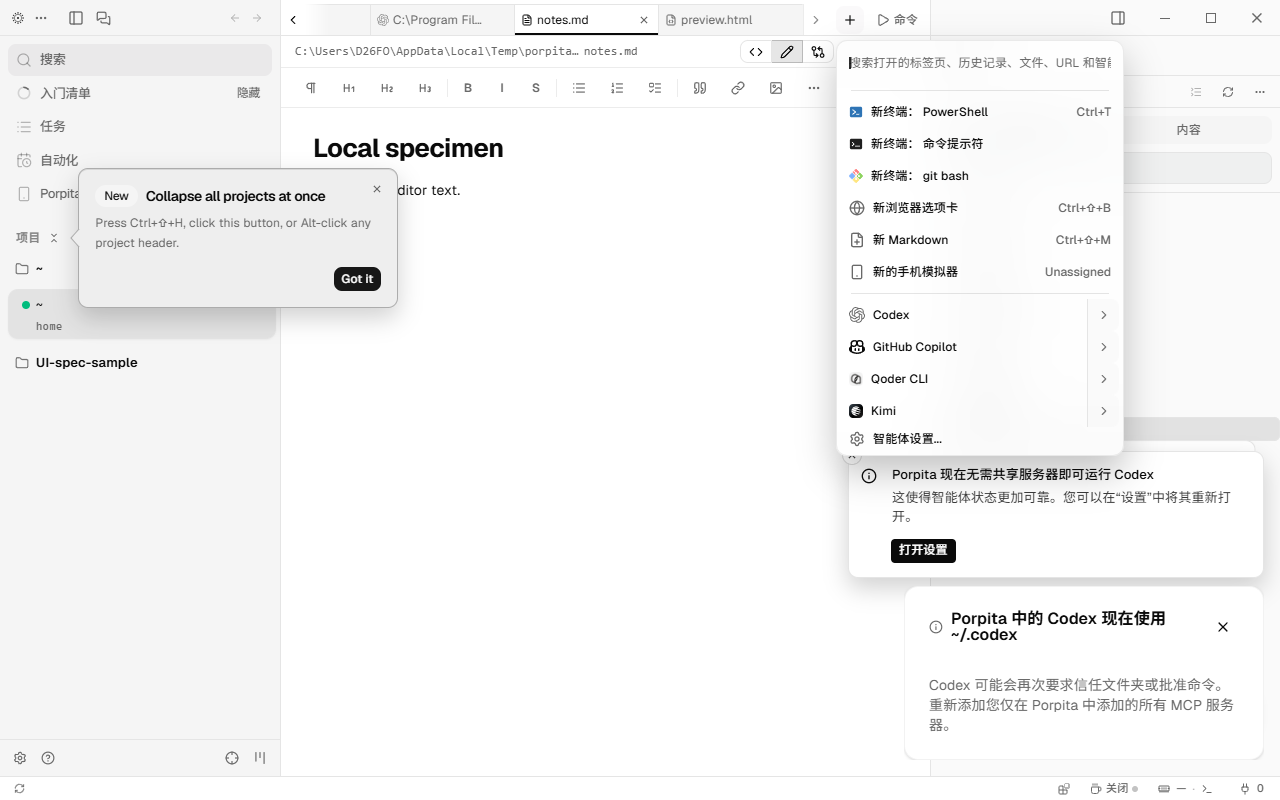 C:\Program Fil...
notes.md
preview.html
命令
搜索
入门清单
隐藏
任务
自动化
Porpita
项目
~
~
home
UI-spec-sample
New
Collapse all projects at once
Press Ctrl+⇧+H, click this button, or Alt-click any
project header.
Got it
C:\Users\D26FO\AppData\Local\Temp\porpita… notes.md
H1
H2
H3
B
I
S
Local specimen
ditor text.
搜索打开的标签页、历史记录、文件、URL 和智能
新终端： PowerShell
Ctrl+T
新终端： 命令提示符
新终端： git bash
新浏览器选项卡
Ctrl+⇧+B
新 Markdown
Ctrl+⇧+M
新的手机模拟器
Unassigned
Codex
GitHub Copilot
Qoder CLI
Kimi
智能体设置...
内容
Porpita 现在无需共享服务器即可运行 Codex
这使得智能体状态更加可靠。您可以在“设置”中将其重新打
开。
打开设置
Porpita 中的 Codex 现在使用
~/.codex
Codex 可能会再次要求信任文件夹或批准命令。
重新添加您仅在 Porpita 中添加的所有 MCP 服务
器。
关闭
0